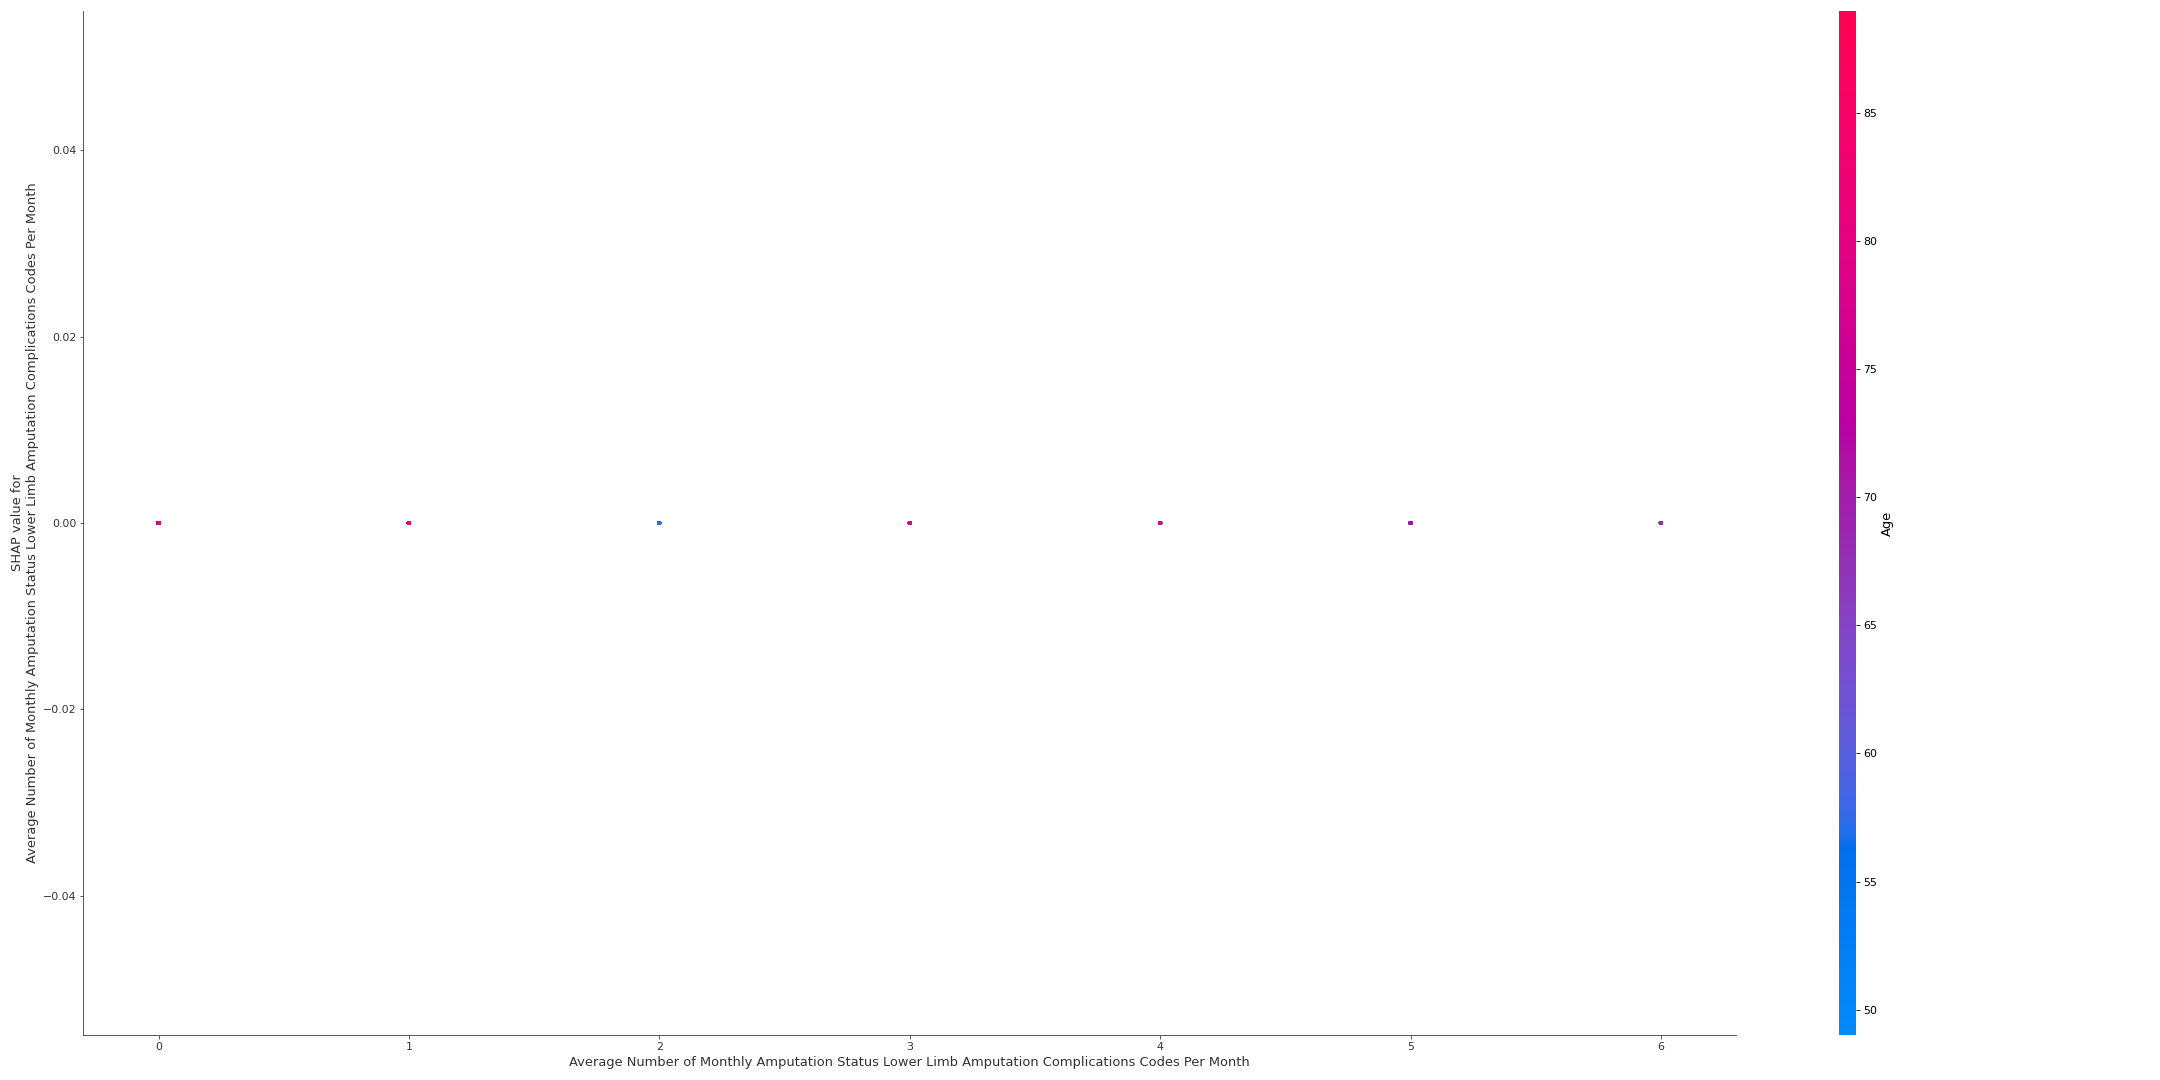 SHAP value for
Average Number of Monthly Amputation Status Lower Limb Amputation Complications Codes Per Month
0.04
0.02
0.00
−0.02
−0.04
0 1 2 3 4 5 6
Average Number of Monthly Amputation Status Lower Limb Amputation Complications Codes Per Month
85
80
75
70
65
60
55
50
Age